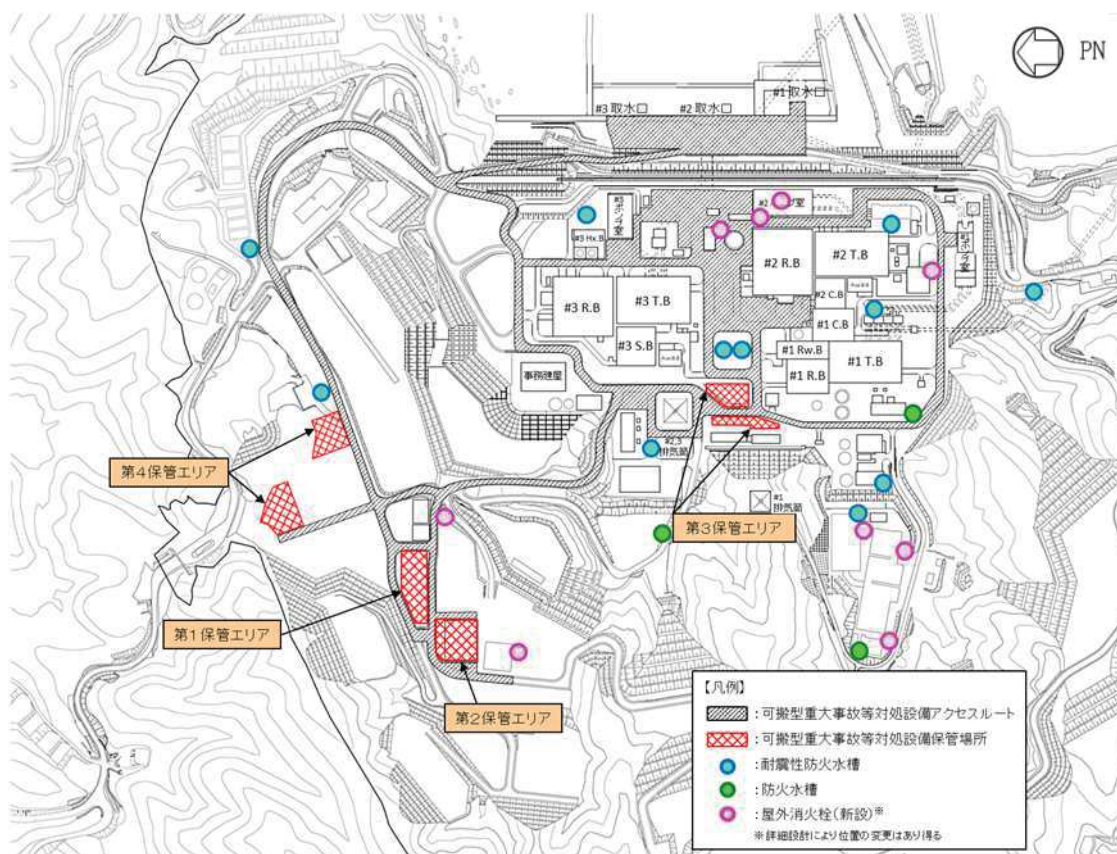 PN
#1 取水口
#3 取水口
#2 取水口
#3 Hx.B
#2 R.B
#2 T.B
#3 R.B
#3 T.B
#2 C.B
#1 C.B
#3 S.B
#1 Rw.B
#1 T.B
#1 R.B
事務建屋
#2,3
排気筒
#1
排気筒
第4保管エリア
第3保管エリア
第1保管エリア
第2保管エリア
【凡例】
:可搬型重大事故等対処設備アクセスルート
:可搬型重大事故等対処設備保管場所
:耐震性防火水槽
:防火水槽
:屋外消火栓(新設)※
※詳細設計により位置の変更はあり得る